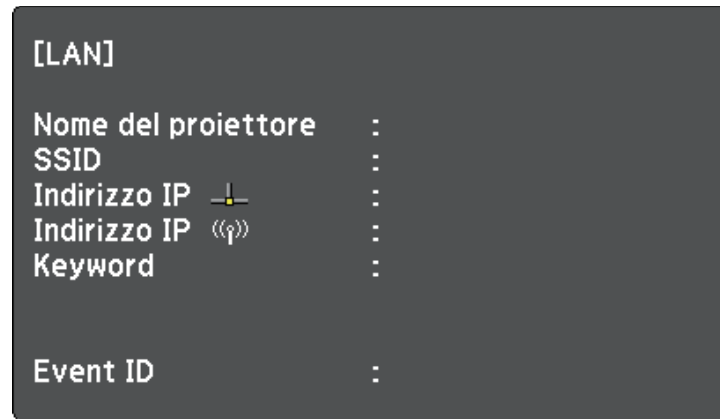 [LAN]
Nome del proiettore :
SSID :
Indirizzo IP :
Indirizzo IP :
Keyword :
Event ID :